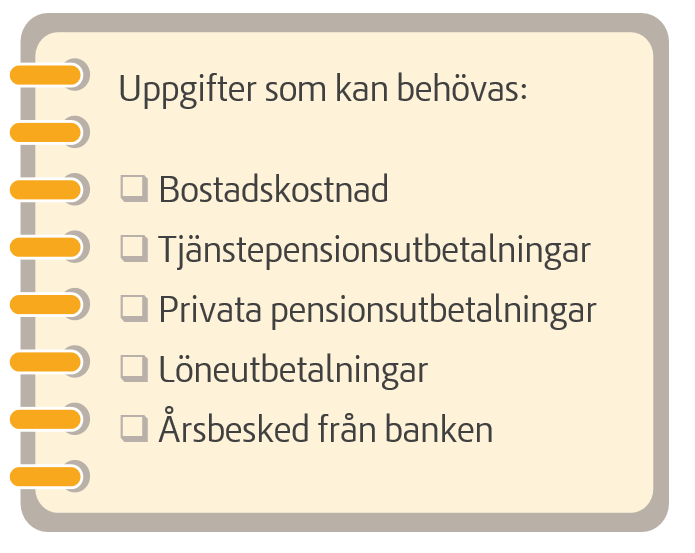 Uppgifter som kan behövas:
Bostadskostnad
Tjänstepensionsutbetalningar
Privata pensionsutbetalningar
Löneutbetalningar
Årsbesked från banken